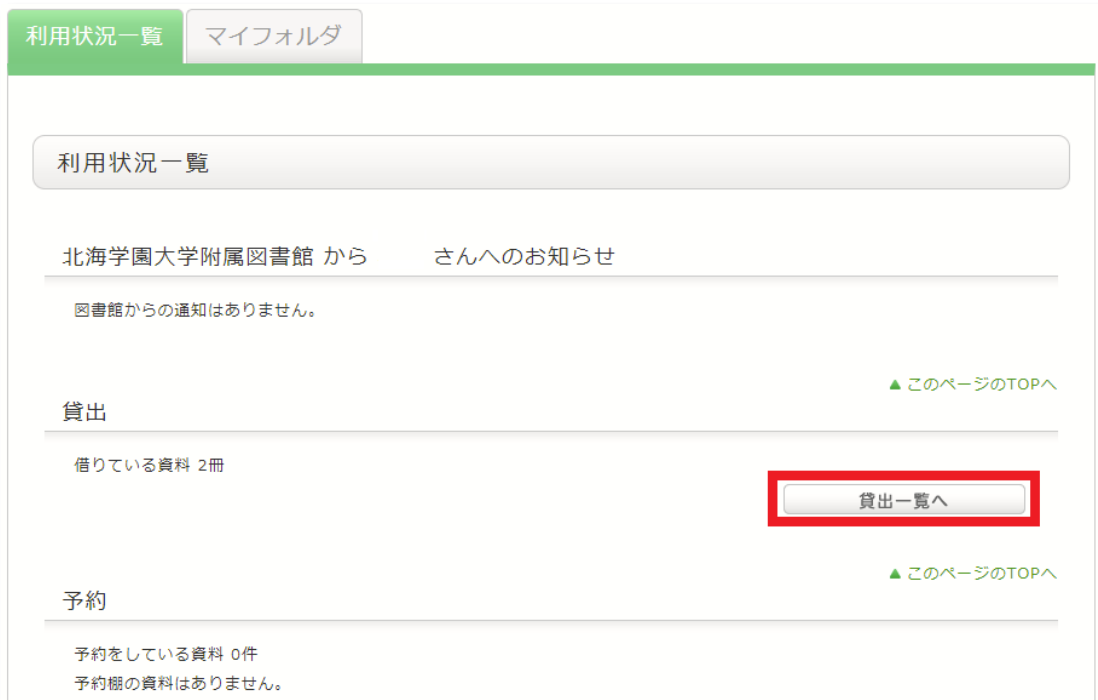 利用状況一覧 マイフォルダ
利用状況一覧
北海学園大学附属図書館 から さんへのお知らせ
図書館からの通知はありません。
▲ このページのTOPへ
貸出
借りている資料 2冊
貸出一覧へ
▲ このページのTOPへ
予約
予約をしている資料 0件
予約棚の資料はありません。